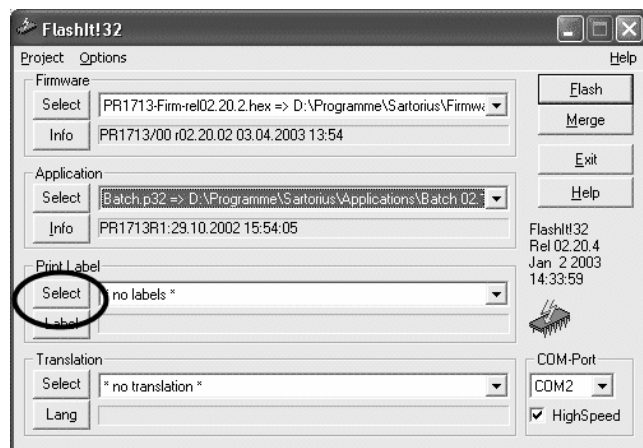 FlashIt!32
Project Options Help
Firmware
Select PR1713-Firm-rel02.20.2.hex => D:\Programme\Sartorius\Firmwa
Info PR1713/00 r02.20.02 03.04.2003 13:54
Flash
Merge
Exit
Help
Application
Select Batch.p32 => D:\Programme\Sartorius\Applications\Batch 02.
Info PR1713R1:29.10.2002 15:54:05
FlashIt!32
Rel 02.20.4
Jan 2 2003
14:33:59
Print Label
Select * no labels *
Label
Translation
Select * no translation *
Lang
COM-Port
COM2
HighSpeed